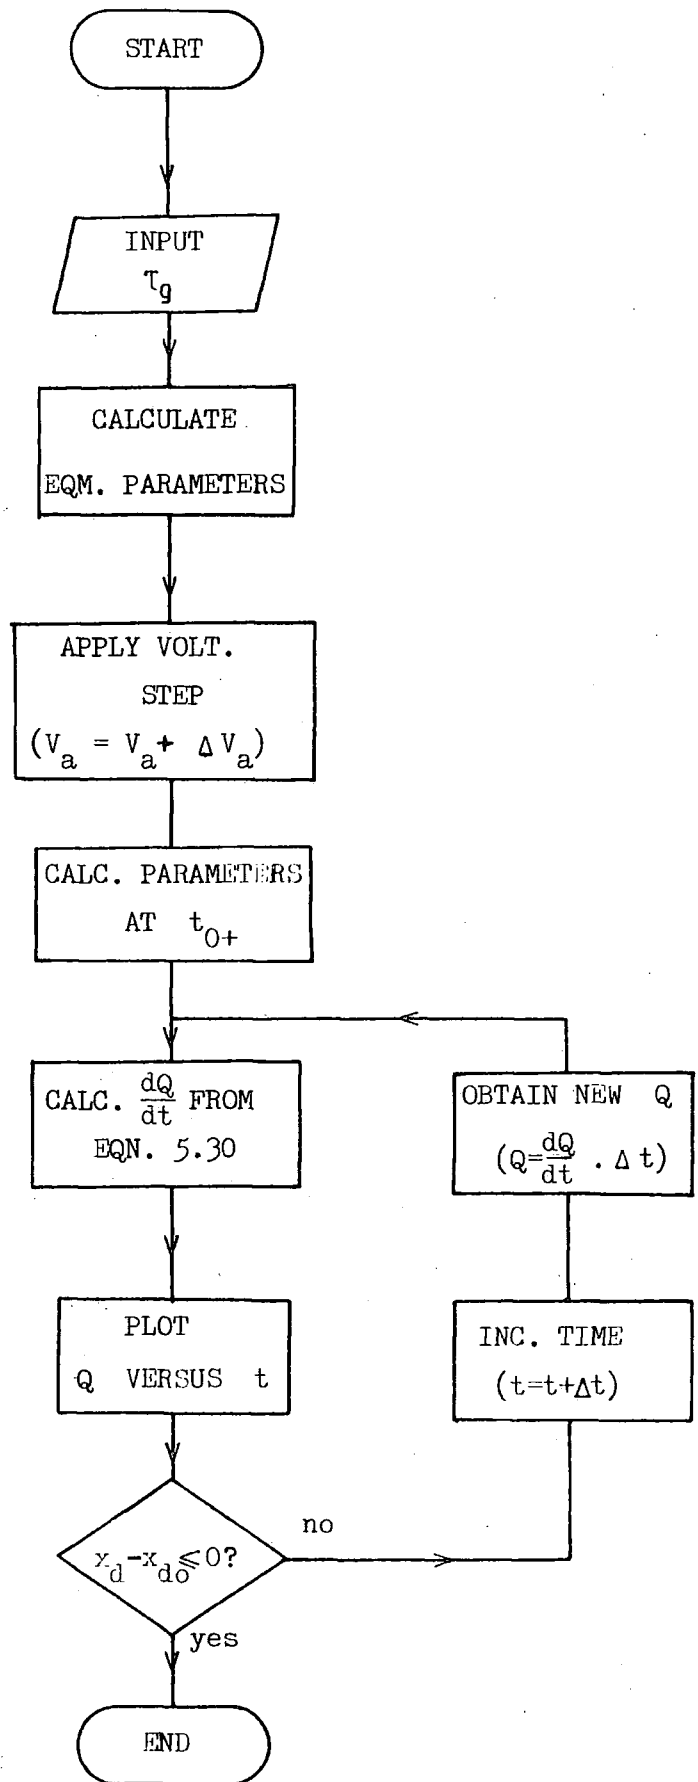 START
INPUT
τg
CALCULATE
EQM. PARAMETERS
APPLY VOLT.
STEP
(Va = Va + ΔVa)
CALC. PARAMETERS
AT t0+
CALC. dQ/dt FROM
EQN. 5.30
PLOT
Q VERSUS t
xd-xdo≤0?
yes
END
no
INC. TIME
(t=t+Δt)
OBTAIN NEW Q
(Q=dQ/dt . Δt)